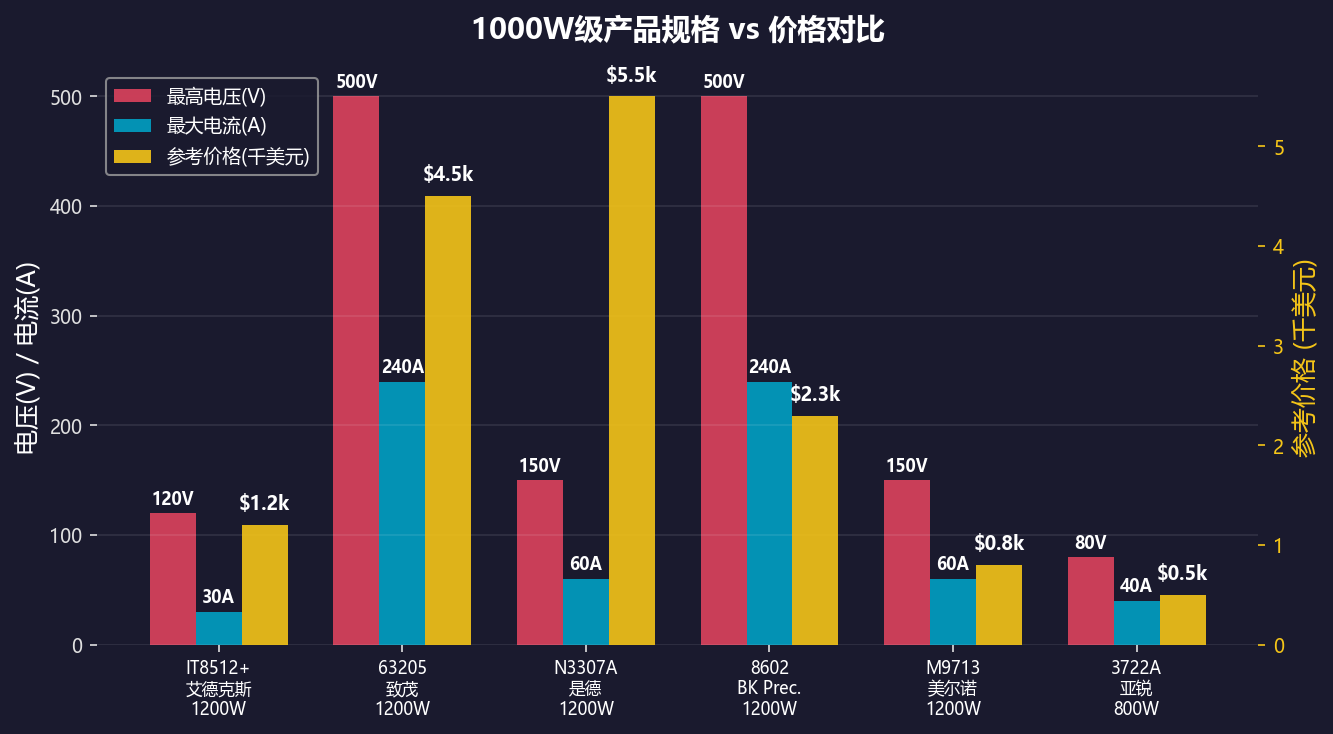 1000W级产品规格 vs 价格对比
最高电压(V)
最大电流(A)
参考价格(千美元)
电压(V) / 电流(A)
500
400
300
200
100
0
参考价格 (千美元)
5
4
3
2
1
0
120V
30A
$1.2k
500V
240A
$4.5k
150V
60A
$5.5k
500V
240A
$2.3k
150V
60A
$0.8k
80V
40A
$0.5k
IT8512+
艾德克斯
1200W
63205
致茂
1200W
N3307A
是德
1200W
8602
BK Prec.
1200W
M9713
美尔诺
1200W
3722A
亚锐
800W